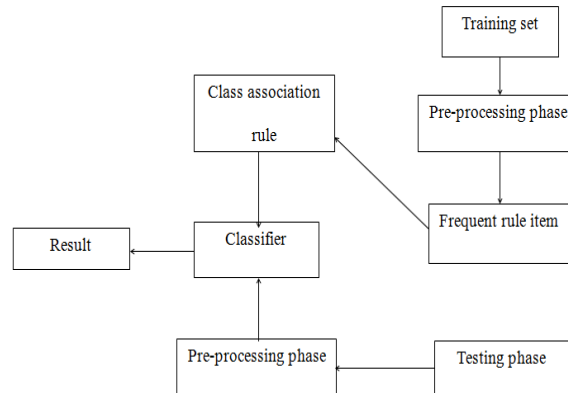 Training set
Class association
rule
Pre-processing phase
Frequent rule item
Classifier
Result
Pre-processing phase
Testing phase